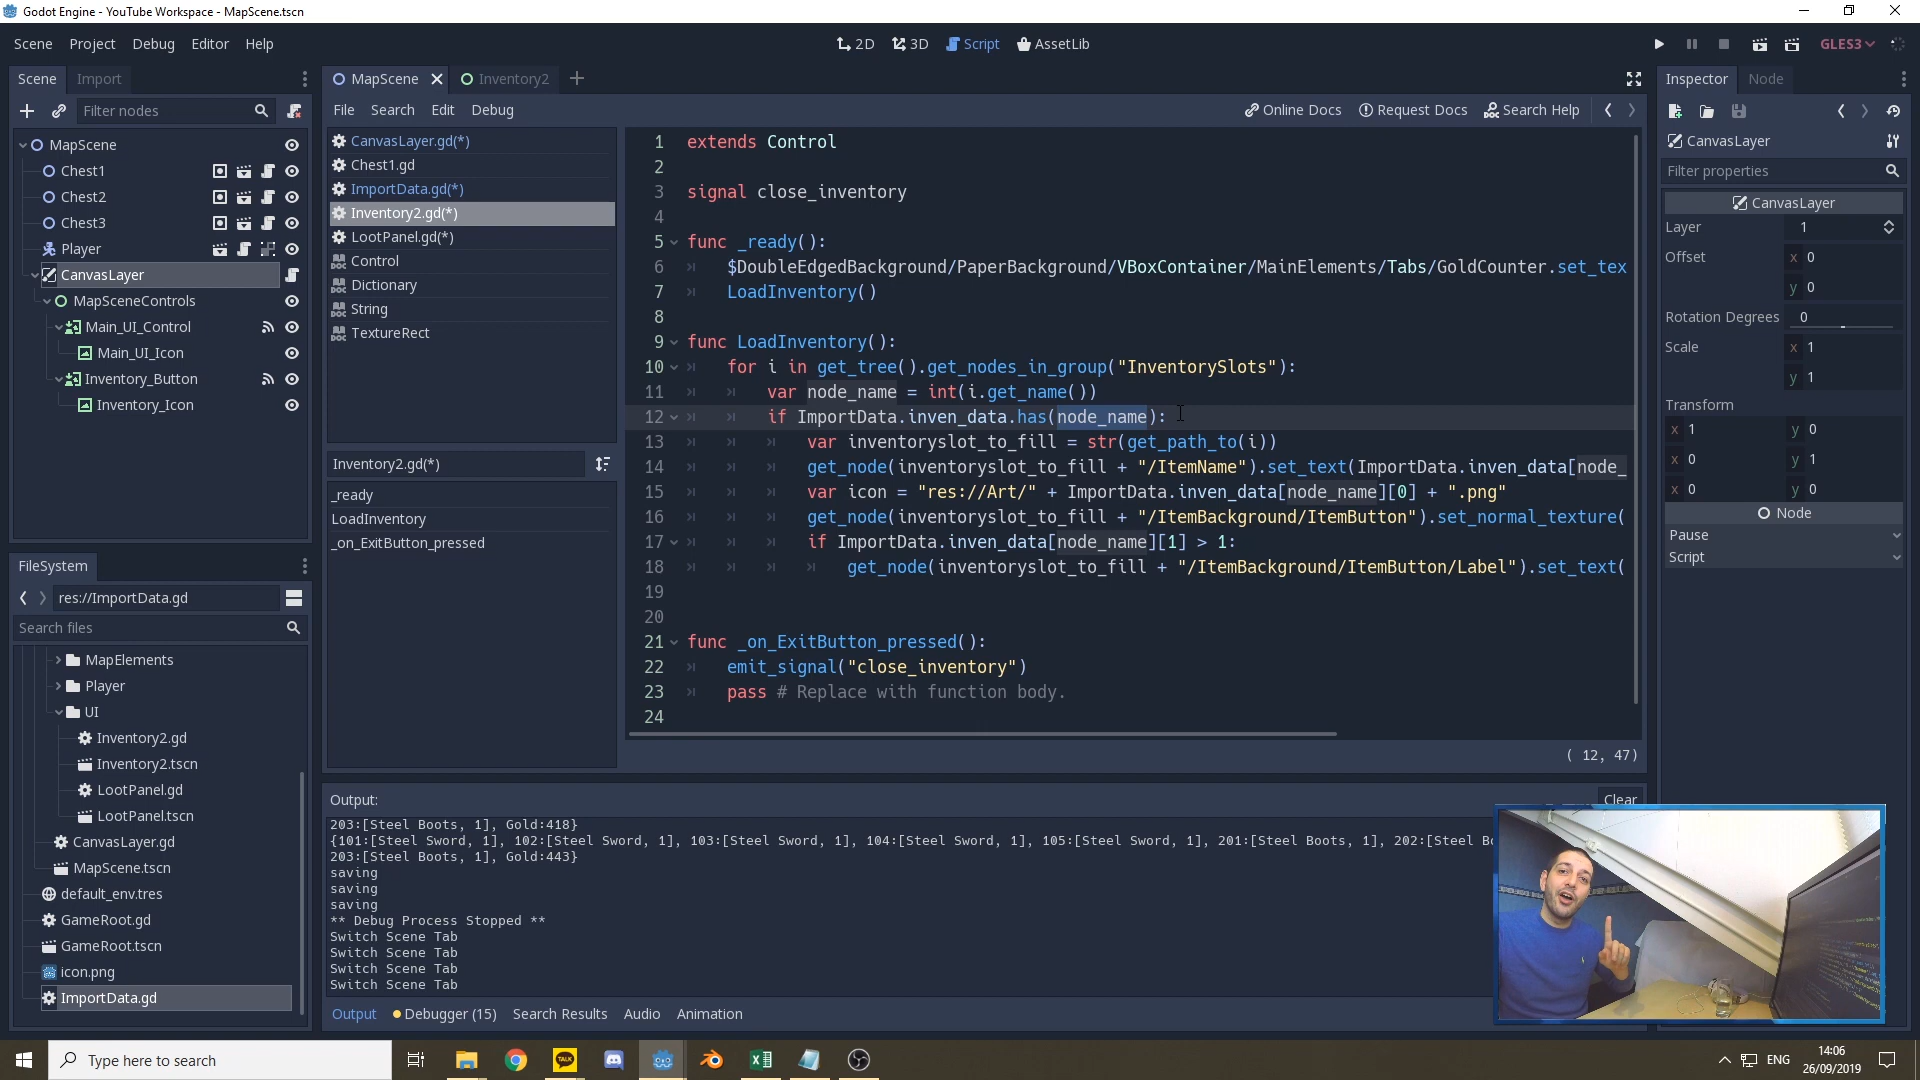 Godot Engine - YouTube Workspace - MapScene.tscn
Scene Project Debug Editor Help
2D 3D Script AssetLib
GLES3
Scene Import
Filter nodes
MapScene
Chest1
Chest2
Chest3
Player
CanvasLayer
MapSceneControls
Main_UI_Control
Main_UI_Icon
Inventory_Button
Inventory_Icon
FileSystem
res://ImportData.gd
Search files
MapElements
Player
UI
Inventory2.gd
Inventory2.tscn
LootPanel.gd
LootPanel.tscn
CanvasLayer.gd
MapScene.tscn
default_env.tres
GameRoot.gd
GameRoot.tscn
icon.png
ImportData.gd
MapScene Inventory2
File Search Edit Debug
Online Docs Request Docs Search Help
CanvasLayer.gd(*)
Chest1.gd
ImportData.gd(*)
Inventory2.gd(*)
LootPanel.gd(*)
Control
Dictionary
String
TextureRect
Inventory2.gd(*)
_ready
LoadInventory
_on_ExitButton_pressed
1 extends Control
2
3 signal close_inventory
4
5 func _ready():
6 $DoubleEdgedBackground/PaperBackground/VBoxContainer/MainElements/Tabs/GoldCounter.set_tex
7 LoadInventory()
8
9 func LoadInventory():
10 for i in get_tree().get_nodes_in_group("InventorySlots"):
11 var node_name = int(i.get_name())
12 if ImportData.inven_data.has(node_name):
13 var inventoryslot_to_fill = str(get_path_to(i))
14 get_node(inventoryslot_to_fill + "/ItemName").set_text(ImportData.inven_data[node_
15 var icon = "res://Art/" + ImportData.inven_data[node_name][0] + ".png"
16 get_node(inventoryslot_to_fill + "/ItemBackground/ItemButton").set_normal_texture(
17 if ImportData.inven_data[node_name][1] > 1:
18 get_node(inventoryslot_to_fill + "/ItemBackground/ItemButton/Label").set_text(
19
20
21 func _on_ExitButton_pressed():
22 emit_signal("close_inventory")
23 pass # Replace with function body.
24
( 12, 47)
Output:
Clear
203:[Steel Boots, 1], Gold:418}
{101:[Steel Sword, 1], 102:[Steel Sword, 1], 103:[Steel Sword, 1], 104:[Steel Sword, 1], 105:[Steel Sword, 1], 201:[Steel Boots, 1], 202:[Steel Bo
203:[Steel Boots, 1], Gold:443}
saving
saving
saving
** Debug Process Stopped **
Switch Scene Tab
Switch Scene Tab
Switch Scene Tab
Switch Scene Tab
Output Debugger (15) Search Results Audio Animation
Inspector Node
CanvasLayer
Filter properties
CanvasLayer
Layer 1
Offset x 0
y 0
Rotation Degrees 0
Scale x 1
y 1
Transform
x 1 y 0
x 0 y 1
x 0 y 0
Node
Pause
Script
Type here to search
TALK
ENG
14:06
26/09/2019